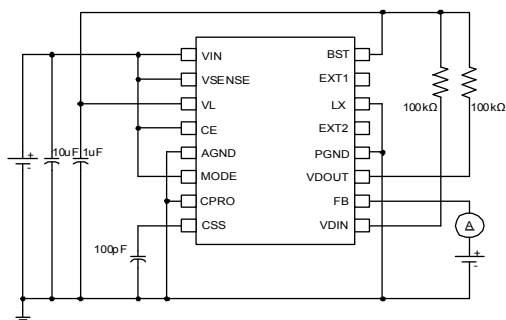 VIN BST
VSENSE EXT1
VL LX
CE EXT2
AGND PGND
MODE VDOUT
CPRO FB
CSS VDIN
100kΩ 100kΩ
10uF 1uF
100pF
A
+
-
+
-